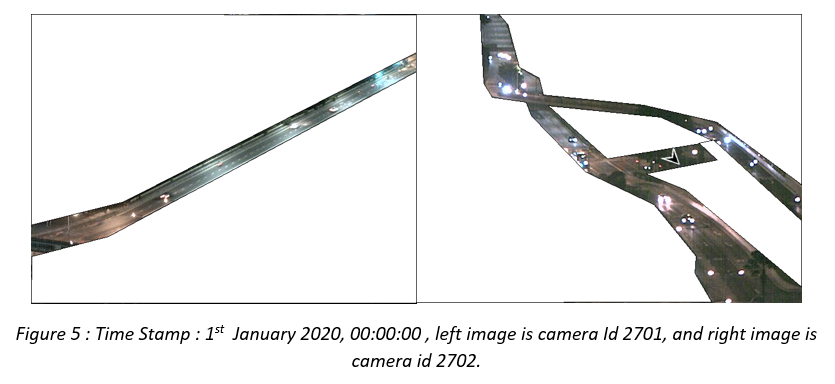 Figure 5 : Time Stamp : 1st January 2020, 00:00:00 , left image is camera Id 2701, and right image is
camera id 2702.